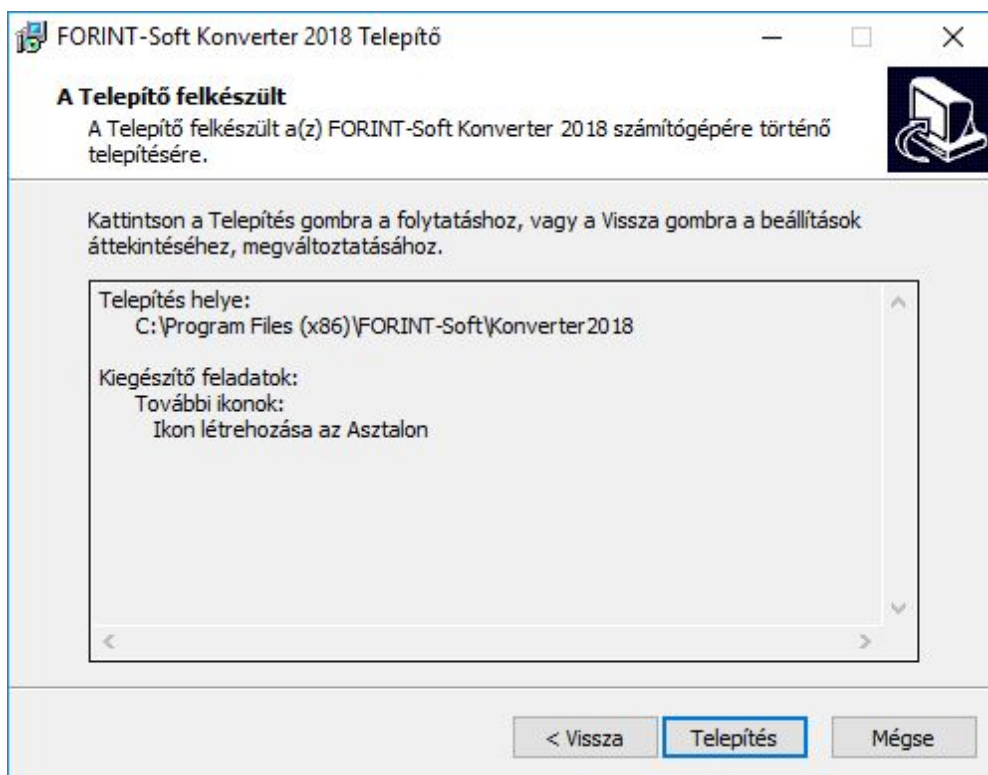 FORINT-Soft Konverter 2018 Telepítő
A Telepítő felkészült
A Telepítő felkészült a(z) FORINT-Soft Konverter 2018 számítógépére történő
telepítésére.
Kattintson a Telepítés gombra a folytatáshoz, vagy a Vissza gombra a beállítások
áttekintéséhez, megváltoztatásához.
Telepítés helye:
C:\Program Files (x86)\FORINT-Soft\Konverter2018
Kiegészítő feladatok:
További ikonok:
Ikon létrehozása az Asztalon
< Vissza
Telepítés
Mégse